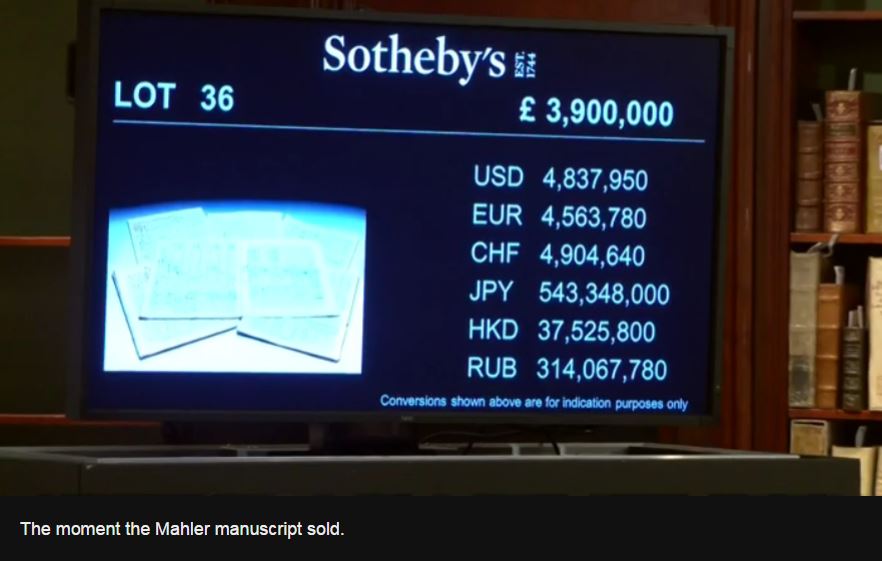 Sotheby's EST. 1744
LOT 36 £ 3,900,000
USD 4,837,950
EUR 4,563,780
CHF 4,904,640
JPY 543,348,000
HKD 37,525,800
RUB 314,067,780
Conversions shown above are for indication purposes only
The moment the Mahler manuscript sold.